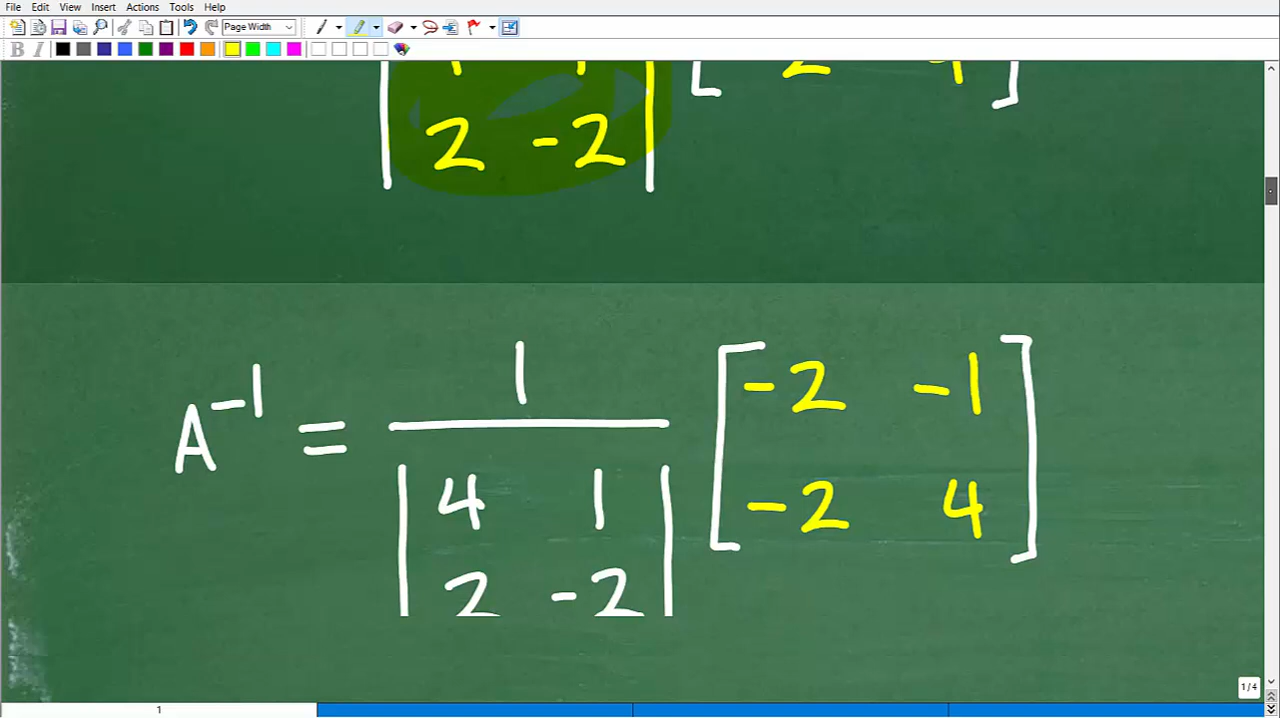 File Edit View Insert Actions Tools Help
Page Width
B I
2 -2
A⁻¹ = 1 / |4 1; 2 -2| [-2 -1; -2 4]
1/4
1